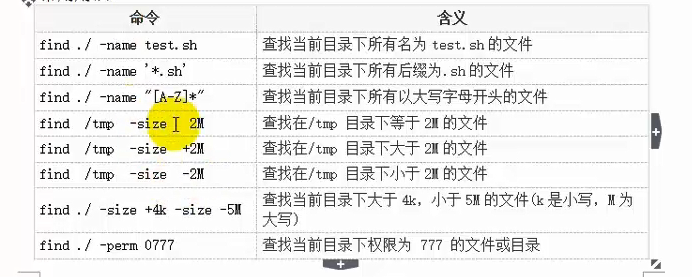 命令 含义
find ./ -name test.sh 查找当前目录下所有名为 test.sh 的文件
find ./ -name '*.sh' 查找当前目录下所有后缀为.sh 的文件
find ./ -name "[A-Z]*" 查找当前目录下所有以大写字母开头的文件
find /tmp -size 2M 查找在/tmp 目录下等于 2M 的文件
find /tmp -size +2M 查找在/tmp 目录下大于 2M 的文件
find /tmp -size -2M 查找在/tmp 目录下小于 2M 的文件
find ./ -size +4k -size -5M 查找当前目录下大于 4k，小于 5M 的文件(k 是小写，M 为
大写)
find ./ -perm 0777 查找当前目录下权限为 777 的文件或目录